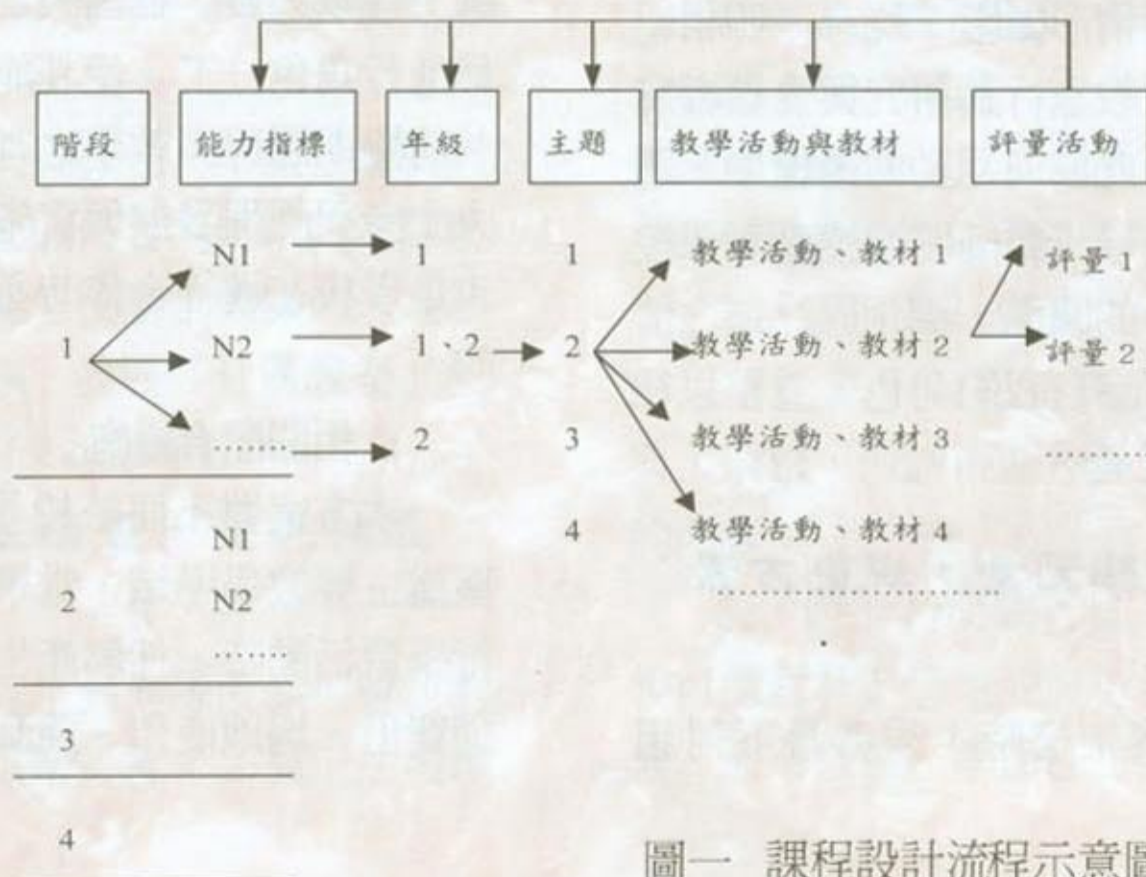 階段 能力指標 年級 主題 教學活動與教材 評量活動
N1 1 1 教學活動、教材 1 評量 1
1 N2 1、2 2 教學活動、教材 2 評量 2
....... 2 3 教學活動、教材 3 ..........
N1 4 教學活動、教材 4
2 N2 ..........................
.......
3
4
圖一 課程設計流程示意圖